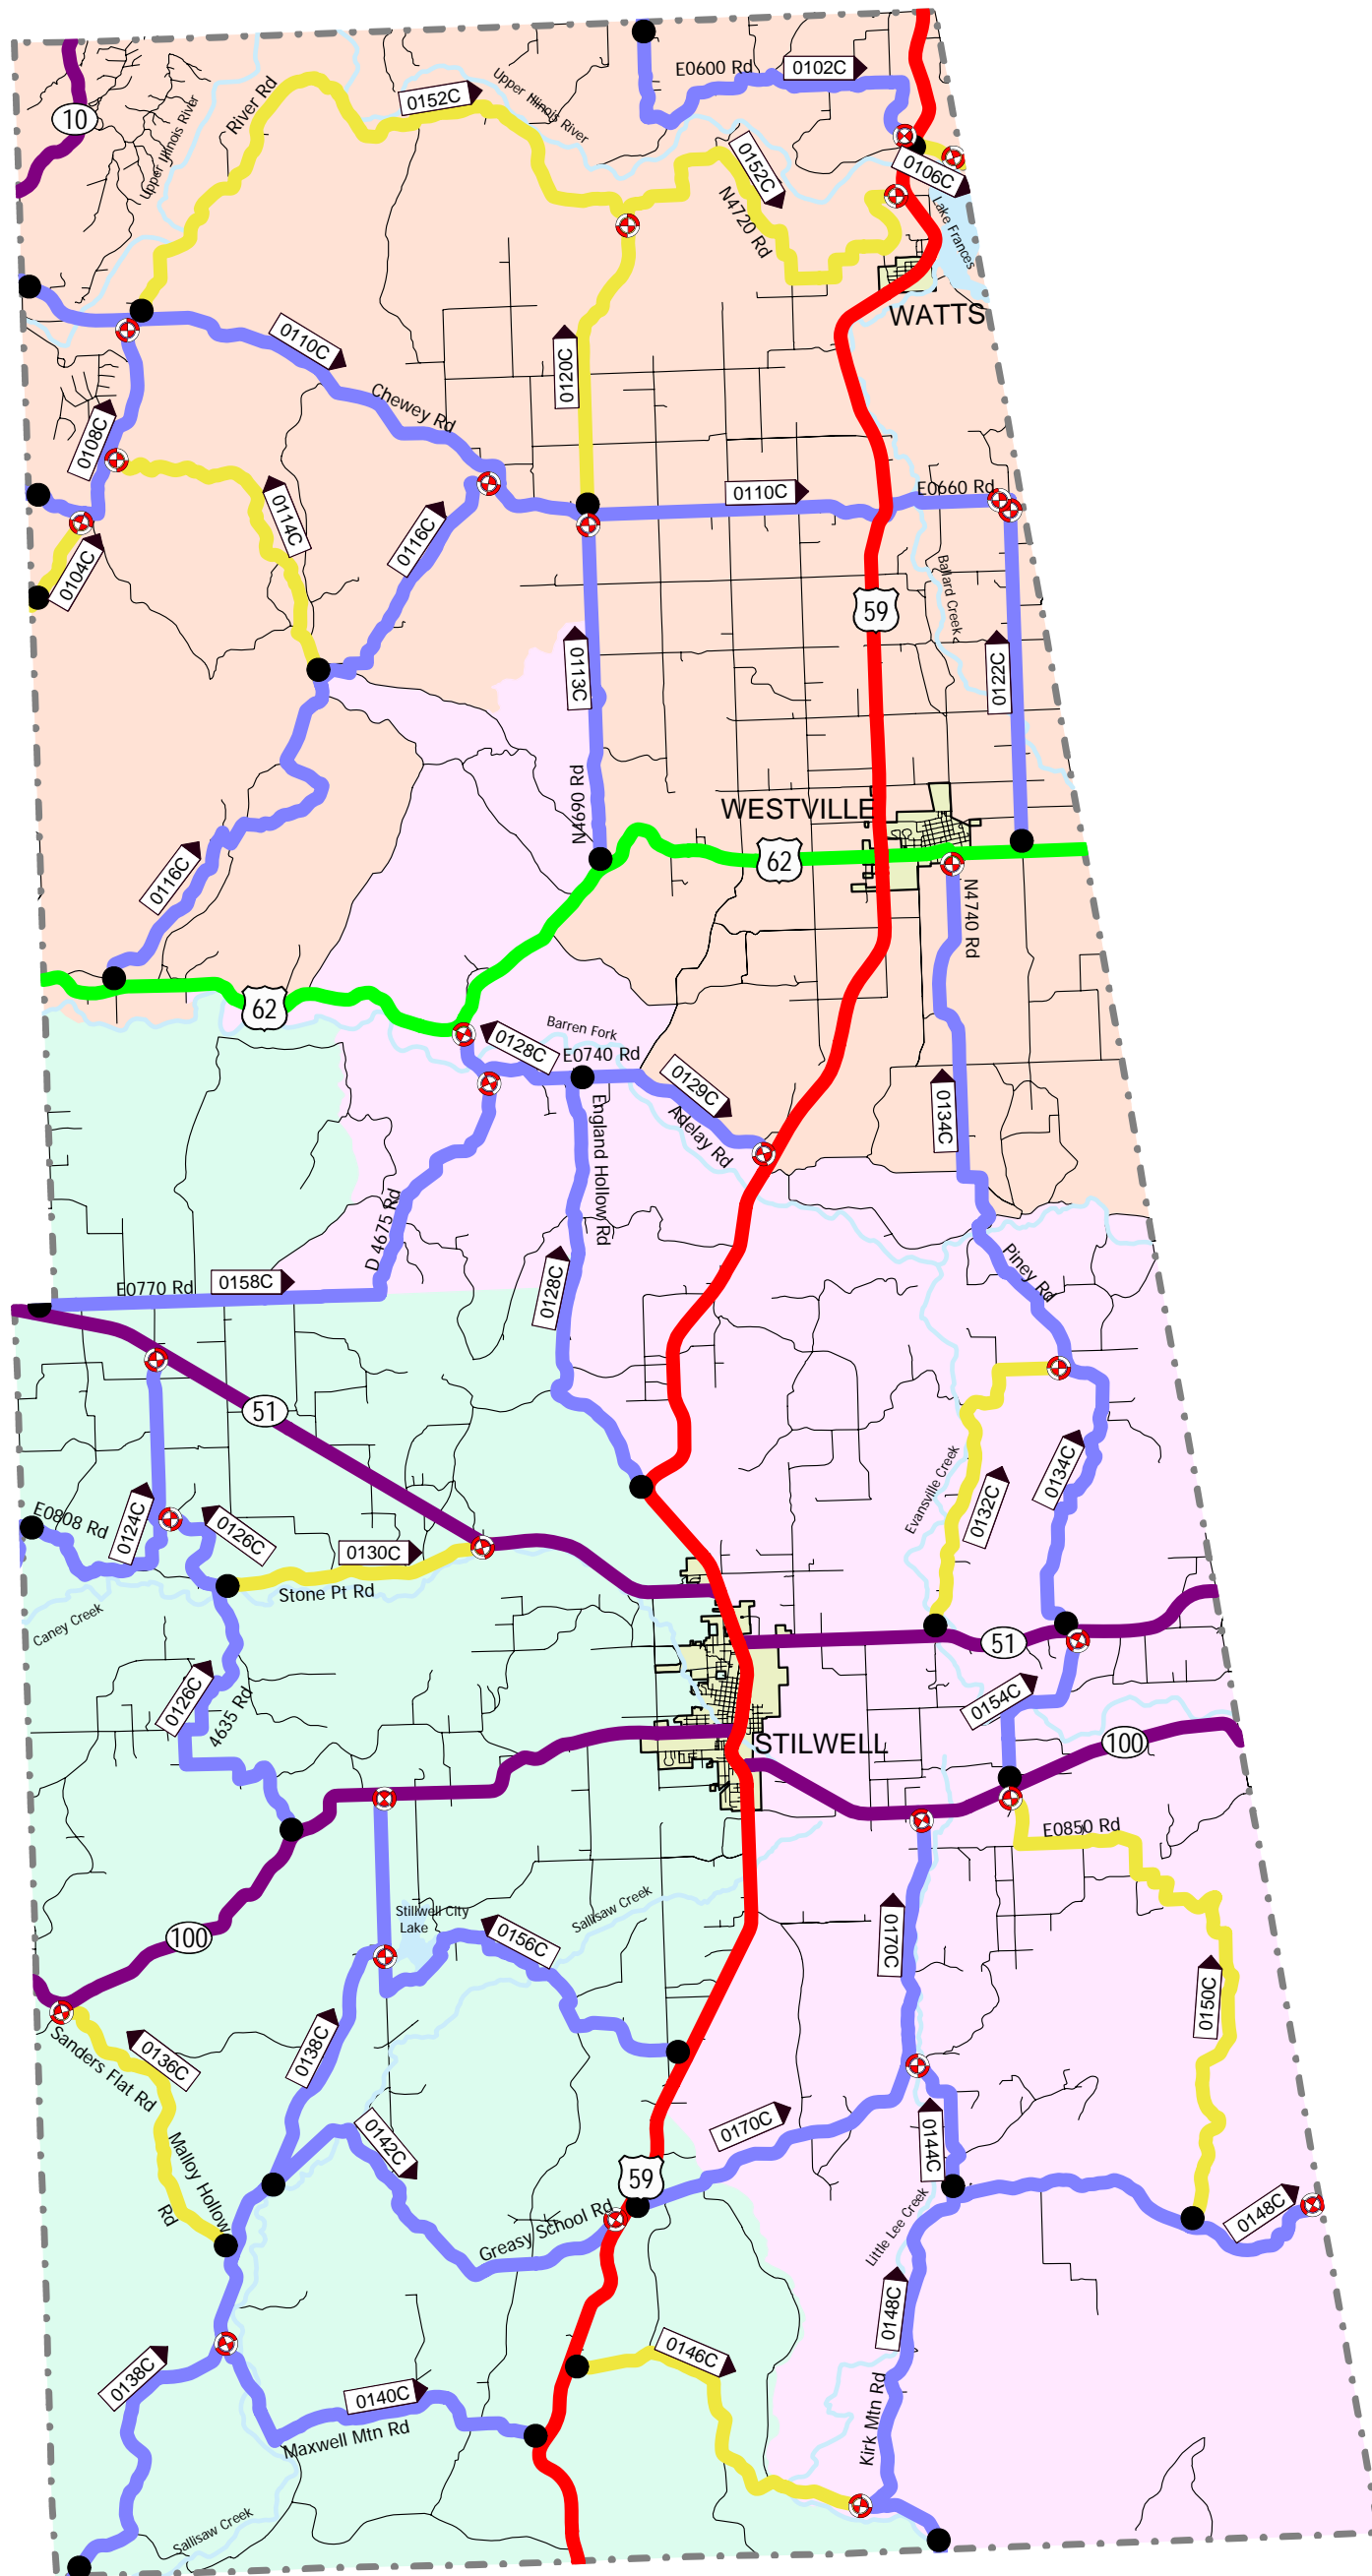 E0600 Rd
0102C
10
River Rd
0152C
Upper Illinois River
Upper Illinois River
0152C
0106C
N4720 Rd
Lake Frances
WATTS
0110C
0120C
Chewey Rd
0108C
0114C
0116C
0110C
E0660 Rd
0104C
Ballard Creek
59
0113C
0122C
N4690 Rd
WESTVILLE
62
0116C
N4740 Rd
62
Barren Fork
0128C
E0740 Rd
0129C
Adelay Rd
England Hollow Rd
0134C
D 4675 Rd
E0770 Rd
0158C
0128C
Piney Rd
51
0132C
0134C
Evansville Creek
E0808 Rd
0124C
0126C
0130C
Stone Pt Rd
Caney Creek
51
0126C
4635 Rd
0154C
STILWELL
100
E0850 Rd
Stillwell City
Lake
Sallisaw Creek
100
0156C
0170C
0150C
Sanders Flat Rd
0136C
0138C
Malloy Hollow
Rd
0142C
0170C
0144C
59
Greasy School Rd
Little Lee Creek
0148C
0148C
0138C
0146C
0140C
Maxwell Mtn Rd
Kirk Mtn Rd
Sallisaw Creek